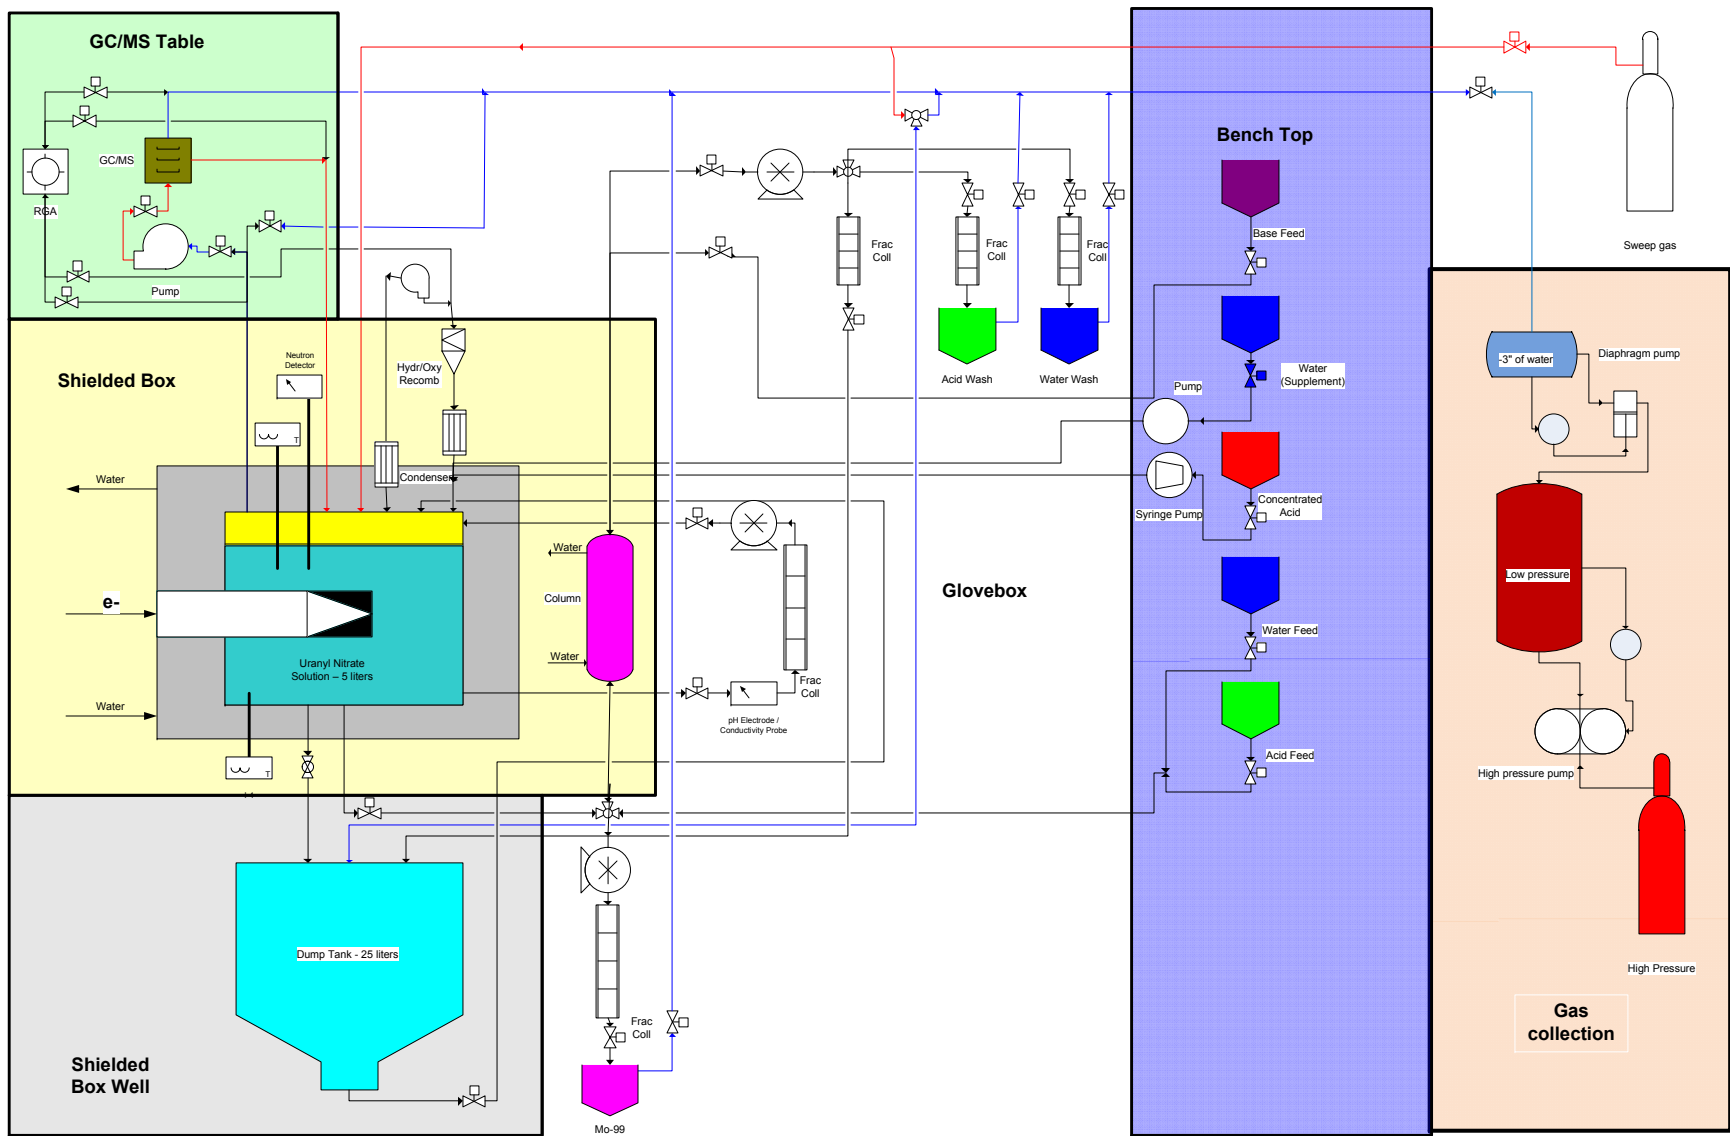 GC/MS Table
GC/MS
RGA
Pump
Shielded Box
Neutron
Detector
T
Hydr/Oxy
Recomb
Condenser
Water
e-
Uranyl Nitrate
Solution – 5 liters
Water
T
Water
Column
Water
Frac
Coll
pH Electrode /
Conductivity Probe
Frac
Coll
Frac
Coll
Frac
Coll
Acid Wash
Water Wash
Glovebox
Bench Top
Base Feed
Water
(Supplement)
Pump
Concentrated
Acid
Syringe Pump
Water Feed
Acid Feed
Sweep gas
-3" of water
Diaphragm pump
Low pressure
High pressure pump
High Pressure
Gas
collection
Dump Tank - 25 liters
Shielded
Box Well
Frac
Coll
Mo-99